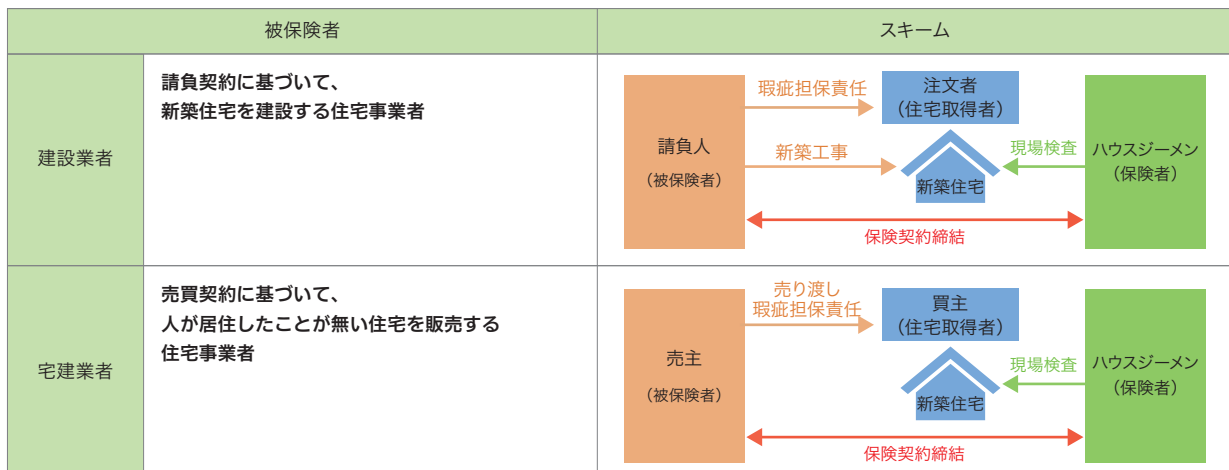 被保険者
スキーム
建設業者
請負契約に基づいて、
新築住宅を建設する住宅事業者
請負人
（被保険者）
瑕疵担保責任
新築工事
注文者
（住宅取得者）
新築住宅
現場検査
ハウスジーメン
（保険者）
保険契約締結
宅建業者
売買契約に基づいて、
人が居住したことが無い住宅を販売する
住宅事業者
売主
（被保険者）
売り渡し
瑕疵担保責任
買主
（住宅取得者）
新築住宅
現場検査
ハウスジーメン
（保険者）
保険契約締結